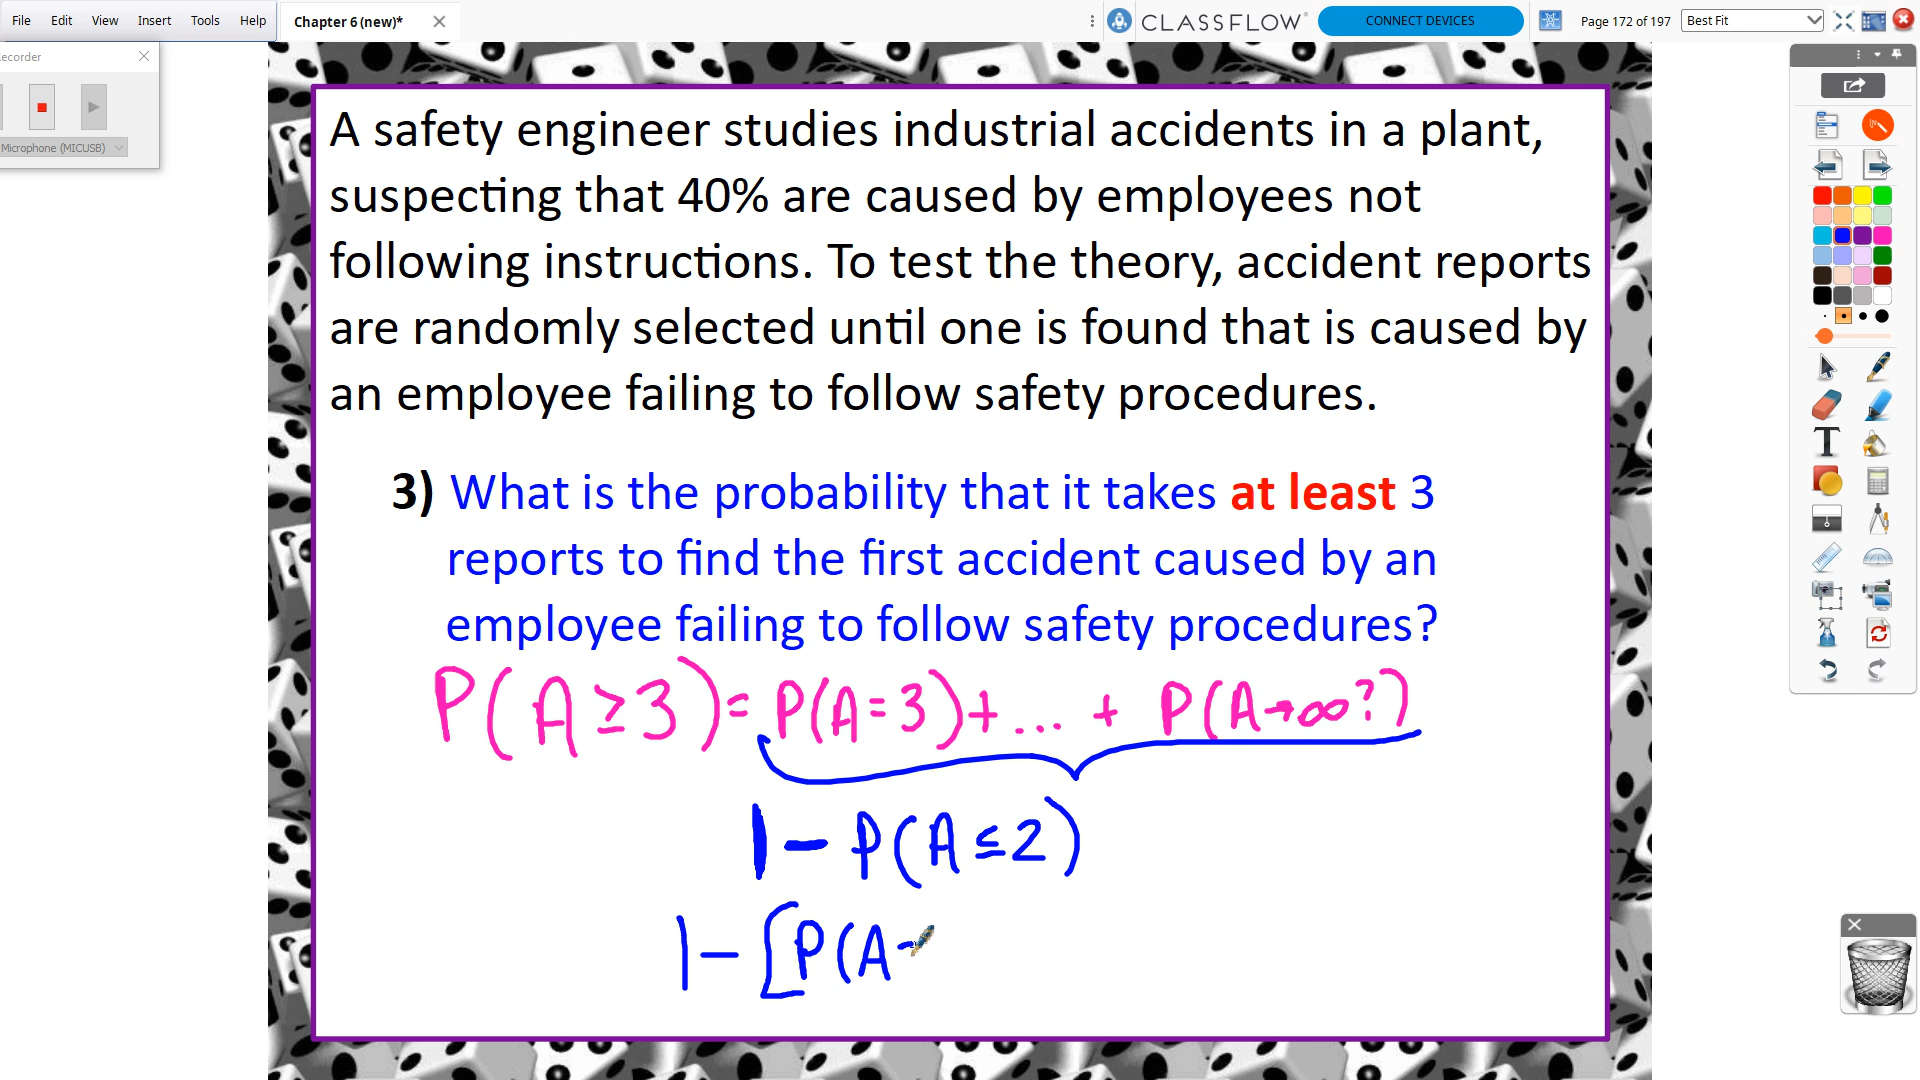 File Edit View Insert Tools Help
Chapter 6 (new)*
CLASSFLOW
CONNECT DEVICES
Page 172 of 197
Best Fit
ecorder
Microphone (MICUSB)
A safety engineer studies industrial accidents in a plant,
suspecting that 40% are caused by employees not
following instructions. To test the theory, accident reports
are randomly selected until one is found that is caused by
an employee failing to follow safety procedures.
3) What is the probability that it takes at least 3
reports to find the first accident caused by an
employee failing to follow safety procedures?
P(A≥3)= P(A=3)+...+ P(A→∞?)
1-P(A≤2)
1-[P(A-